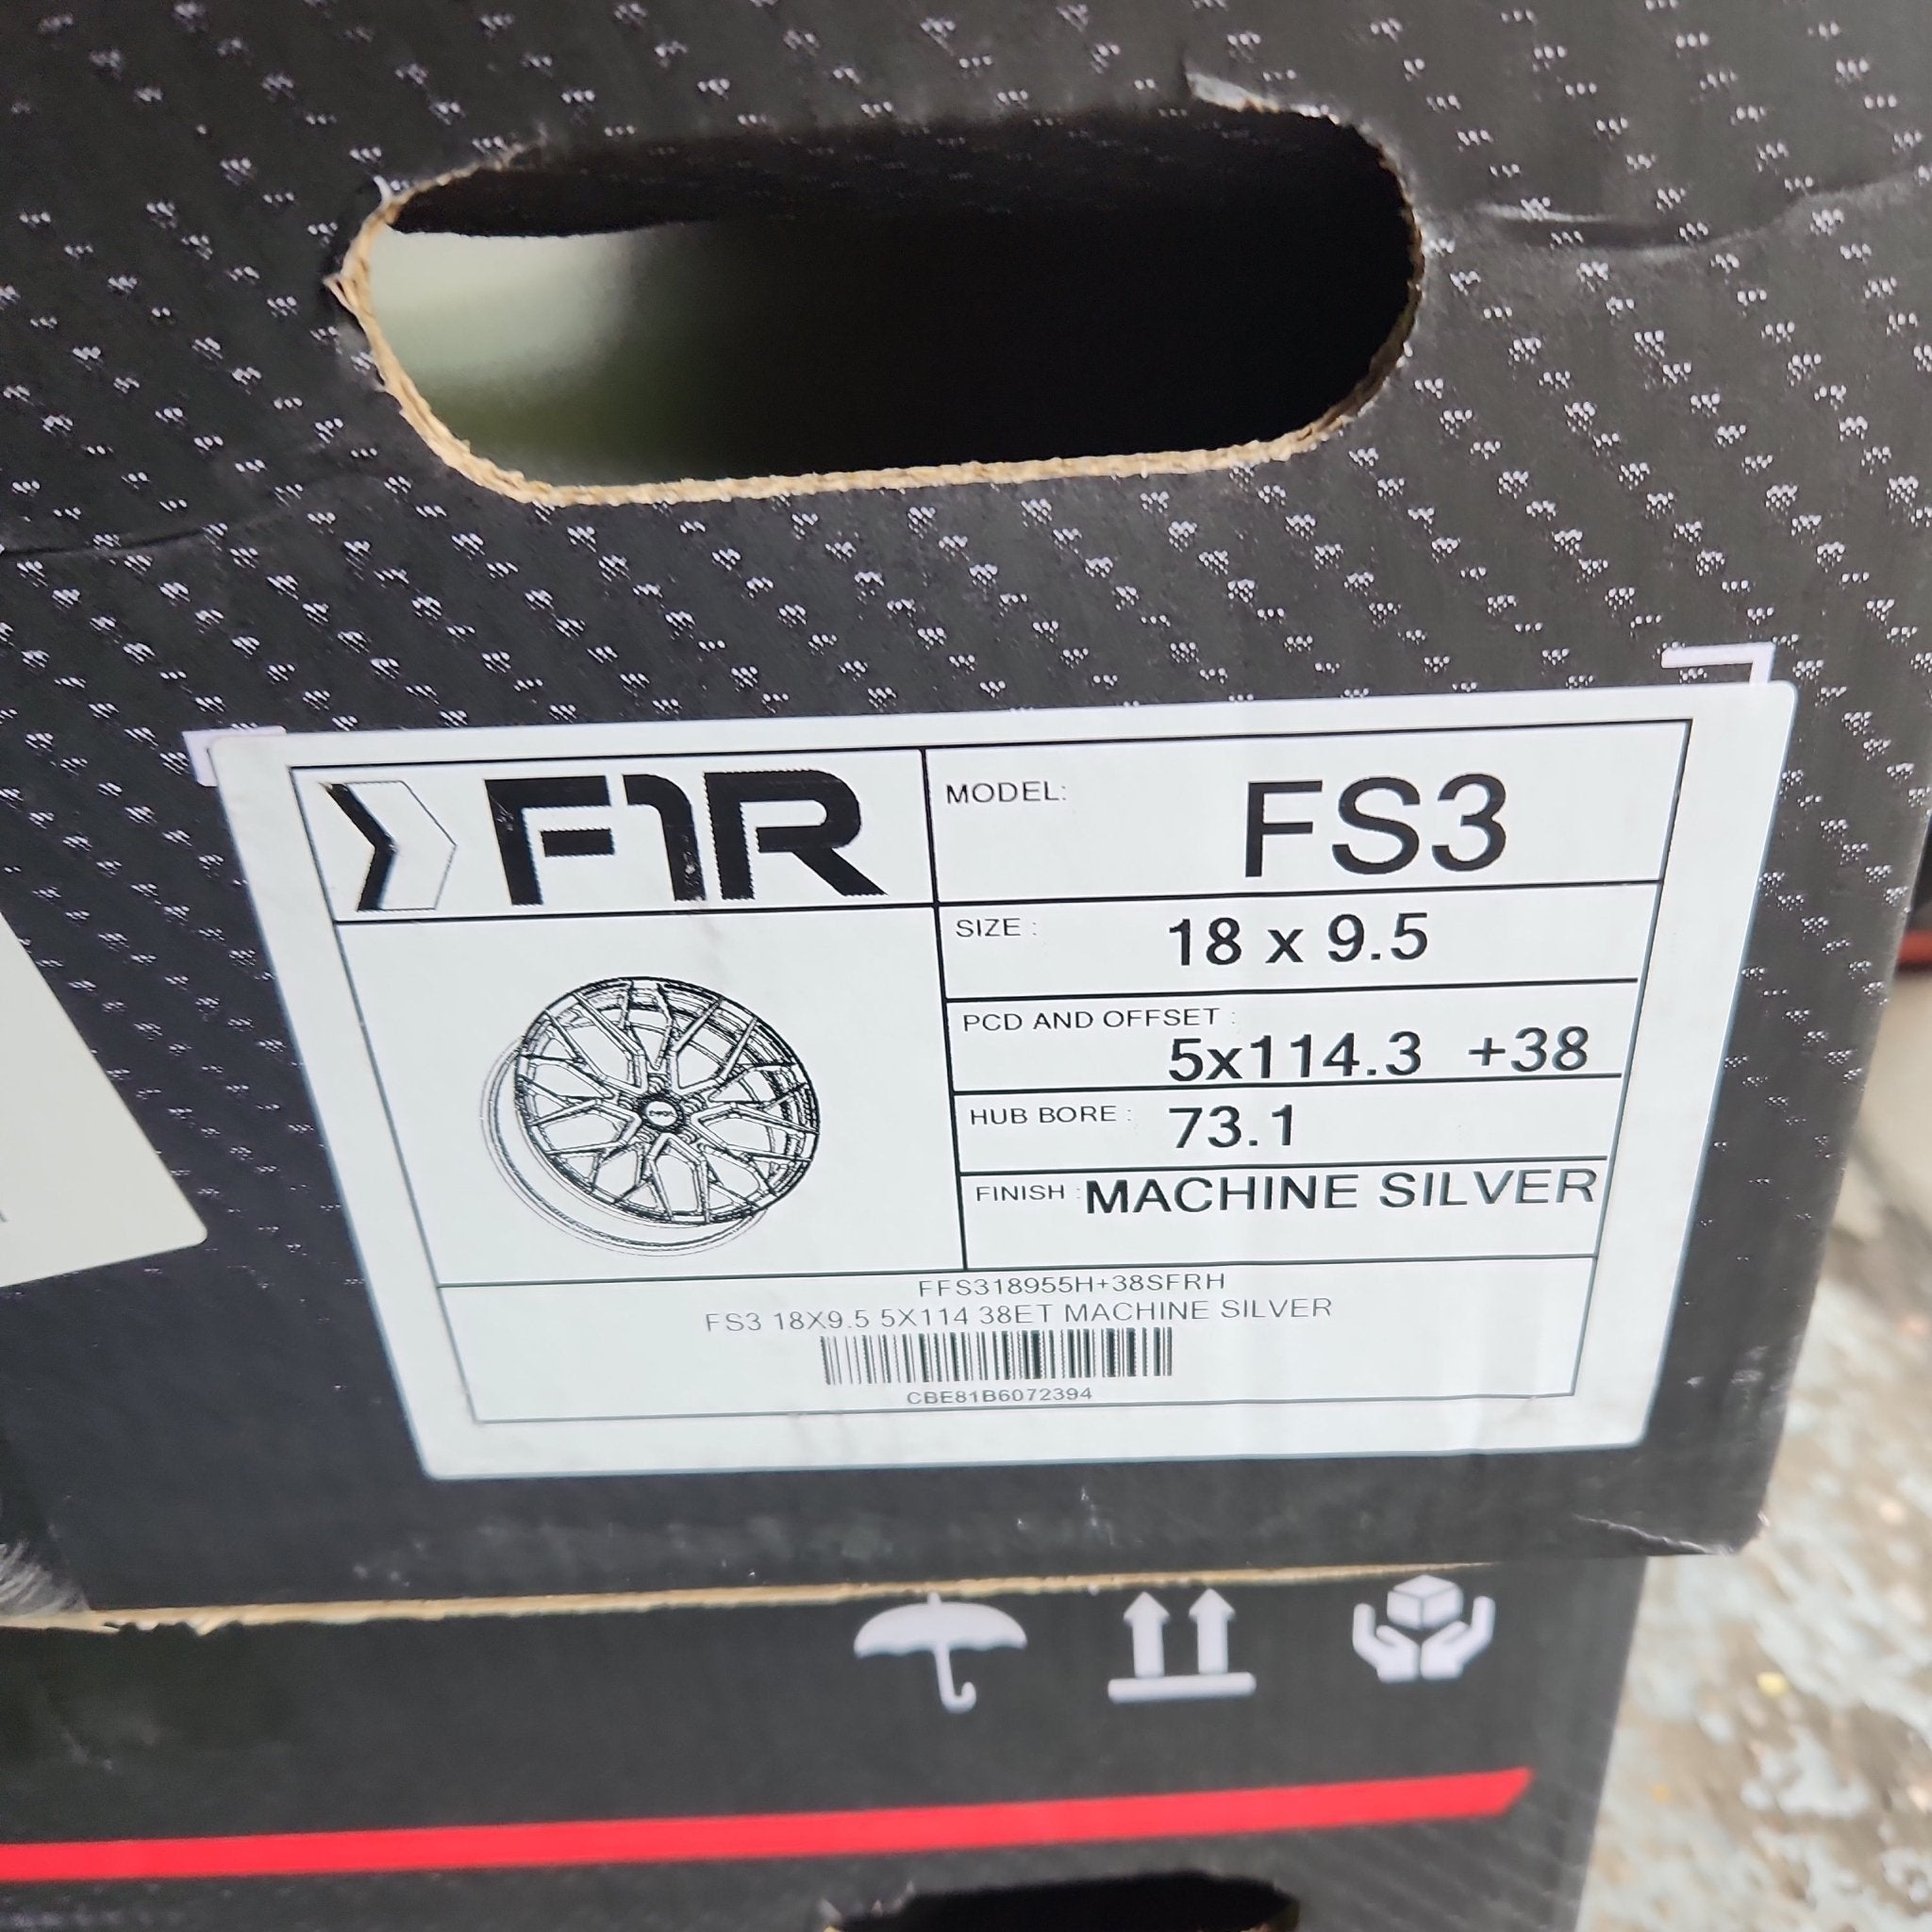 F1R
MODEL: FS3
SIZE : 18 x 9.5
PCD AND OFFSET :
5x114.3 +38
HUB BORE : 73.1
FINISH : MACHINE SILVER
FFS318955H+38SFRH
FS3 18X9.5 5X114 38ET MACHINE SILVER
CBE81B6072394